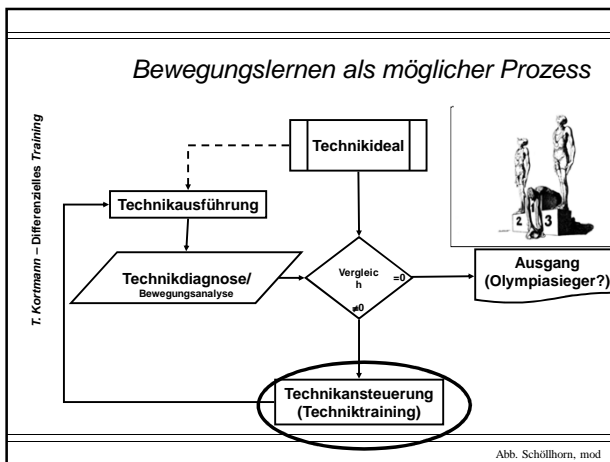 Bewegungslernen als möglicher Prozess
T. Kortmann – Differenzielles Training
Technikideal
Technikausführung
Technikdiagnose/
Bewegungsanalyse
Vergleic
h
=0
≠0
Ausgang
(Olympiasieger?)
2 1 3
Technikansteuerung
(Techniktraining)
Abb. Schöllhorn, mod